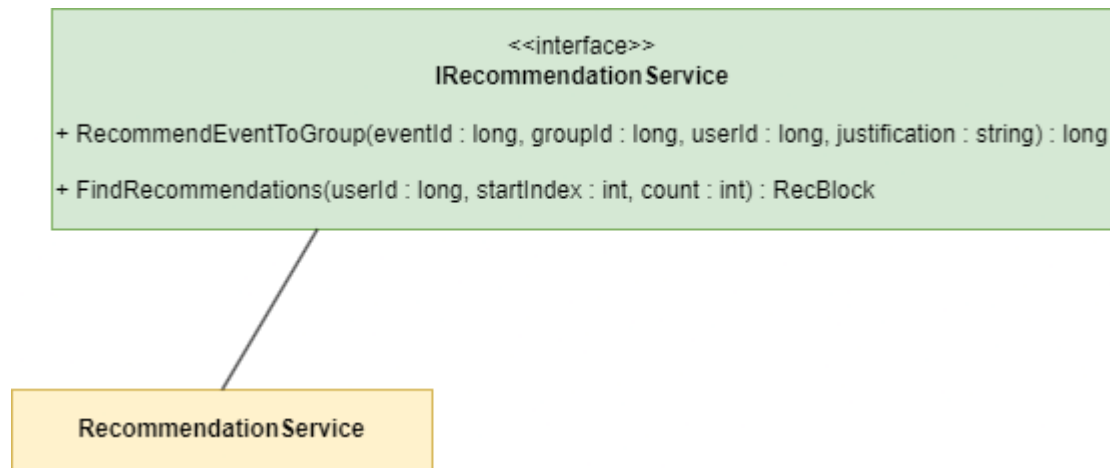 <<interface>>
IRecommendationService
+ RecommendEventToGroup(eventId : long, groupId : long, userId : long, justification : string) : long
+ FindRecommendations(userId : long, startIndex : int, count : int) : RecBlock
RecommendationService